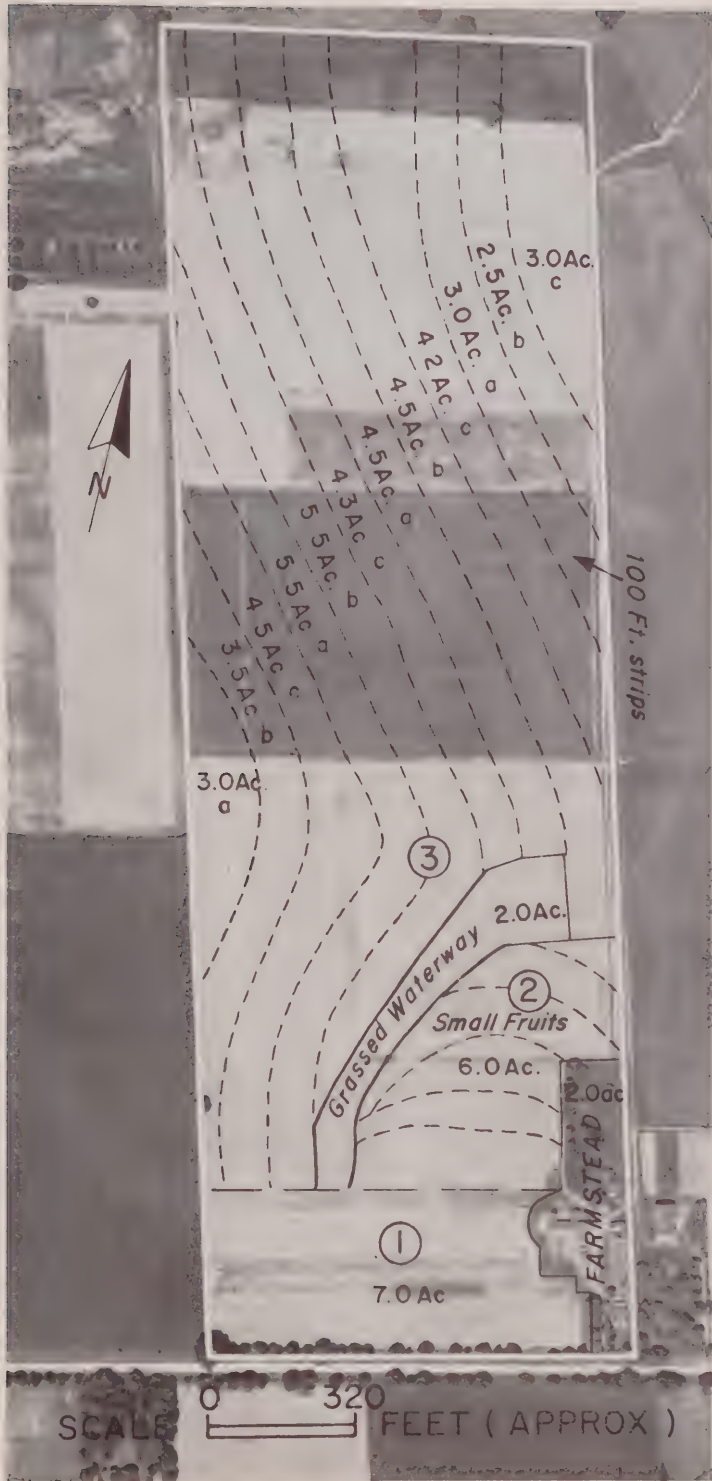 3.0Ac.
c
2.5Ac. b
3.0 Ac. a
4.2Ac. c
4.5Ac. b
4.5Ac. a
4.3Ac c
5.5 Ac. b
5.5Ac. a
4.5Ac c
3.5Ac b
3.0Ac.
a
100 Ft. strips
N
3
2.0Ac.
Grassed Waterway
2
Small Fruits
6.0Ac.
2.0ac
FARMSTEAD
1
7.0Ac
0 320
SCALE FEET ( APPROX )